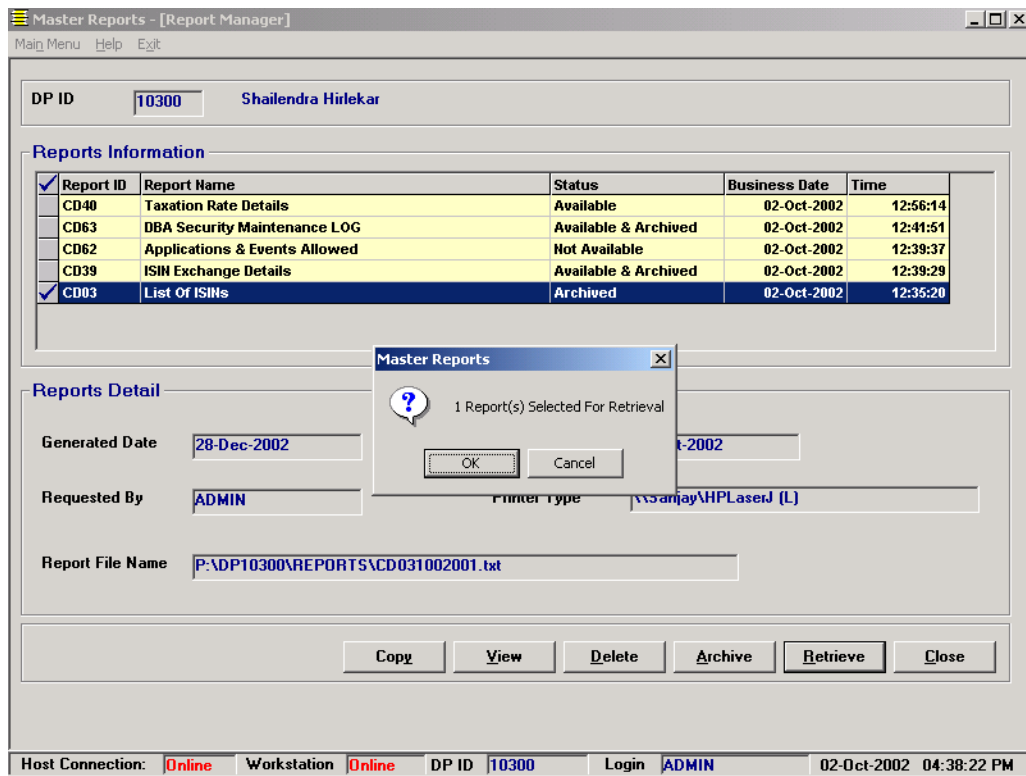 Master Reports - [Report Manager]
Main Menu Help Exit
DP ID 10300 Shailendra Hirlekar
Reports Information
Report ID Report Name Status Business Date Time
CD40 Taxation Rate Details Available 02-Oct-2002 12:56:14
CD63 DBA Security Maintenance LOG Available & Archived 02-Oct-2002 12:41:51
CD62 Applications & Events Allowed Not Available 02-Oct-2002 12:39:37
CD39 ISIN Exchange Details Available & Archived 02-Oct-2002 12:39:29
CD03 List Of ISINs Archived 02-Oct-2002 12:35:20
Master Reports
1 Report(s) Selected For Retrieval
OK Cancel
Reports Detail
Generated Date 28-Dec-2002 t-2002
Requested By ADMIN Printer Type \\Sanjay\HPLaserJ (L)
Report File Name P:\DP10300\REPORTS\CD031002001.txt
Copy View Delete Archive Retrieve Close
Host Connection: Online Workstation Online DP ID 10300 Login ADMIN 02-Oct-2002 04:38:22 PM